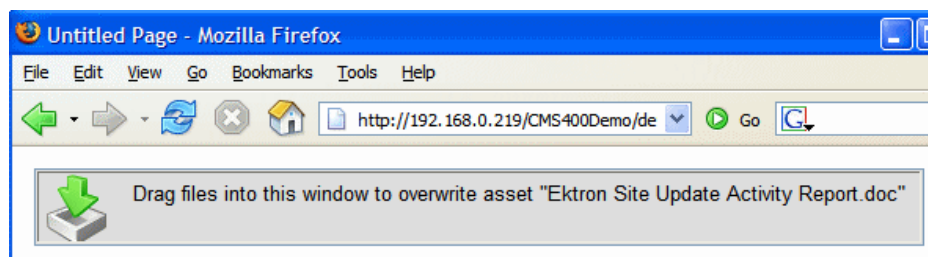 Untitled Page - Mozilla Firefox
File Edit View Go Bookmarks Tools Help
http://192.168.0.219/CMS400Demo/de Go G
Drag files into this window to overwrite asset "Ektron Site Update Activity Report.doc"